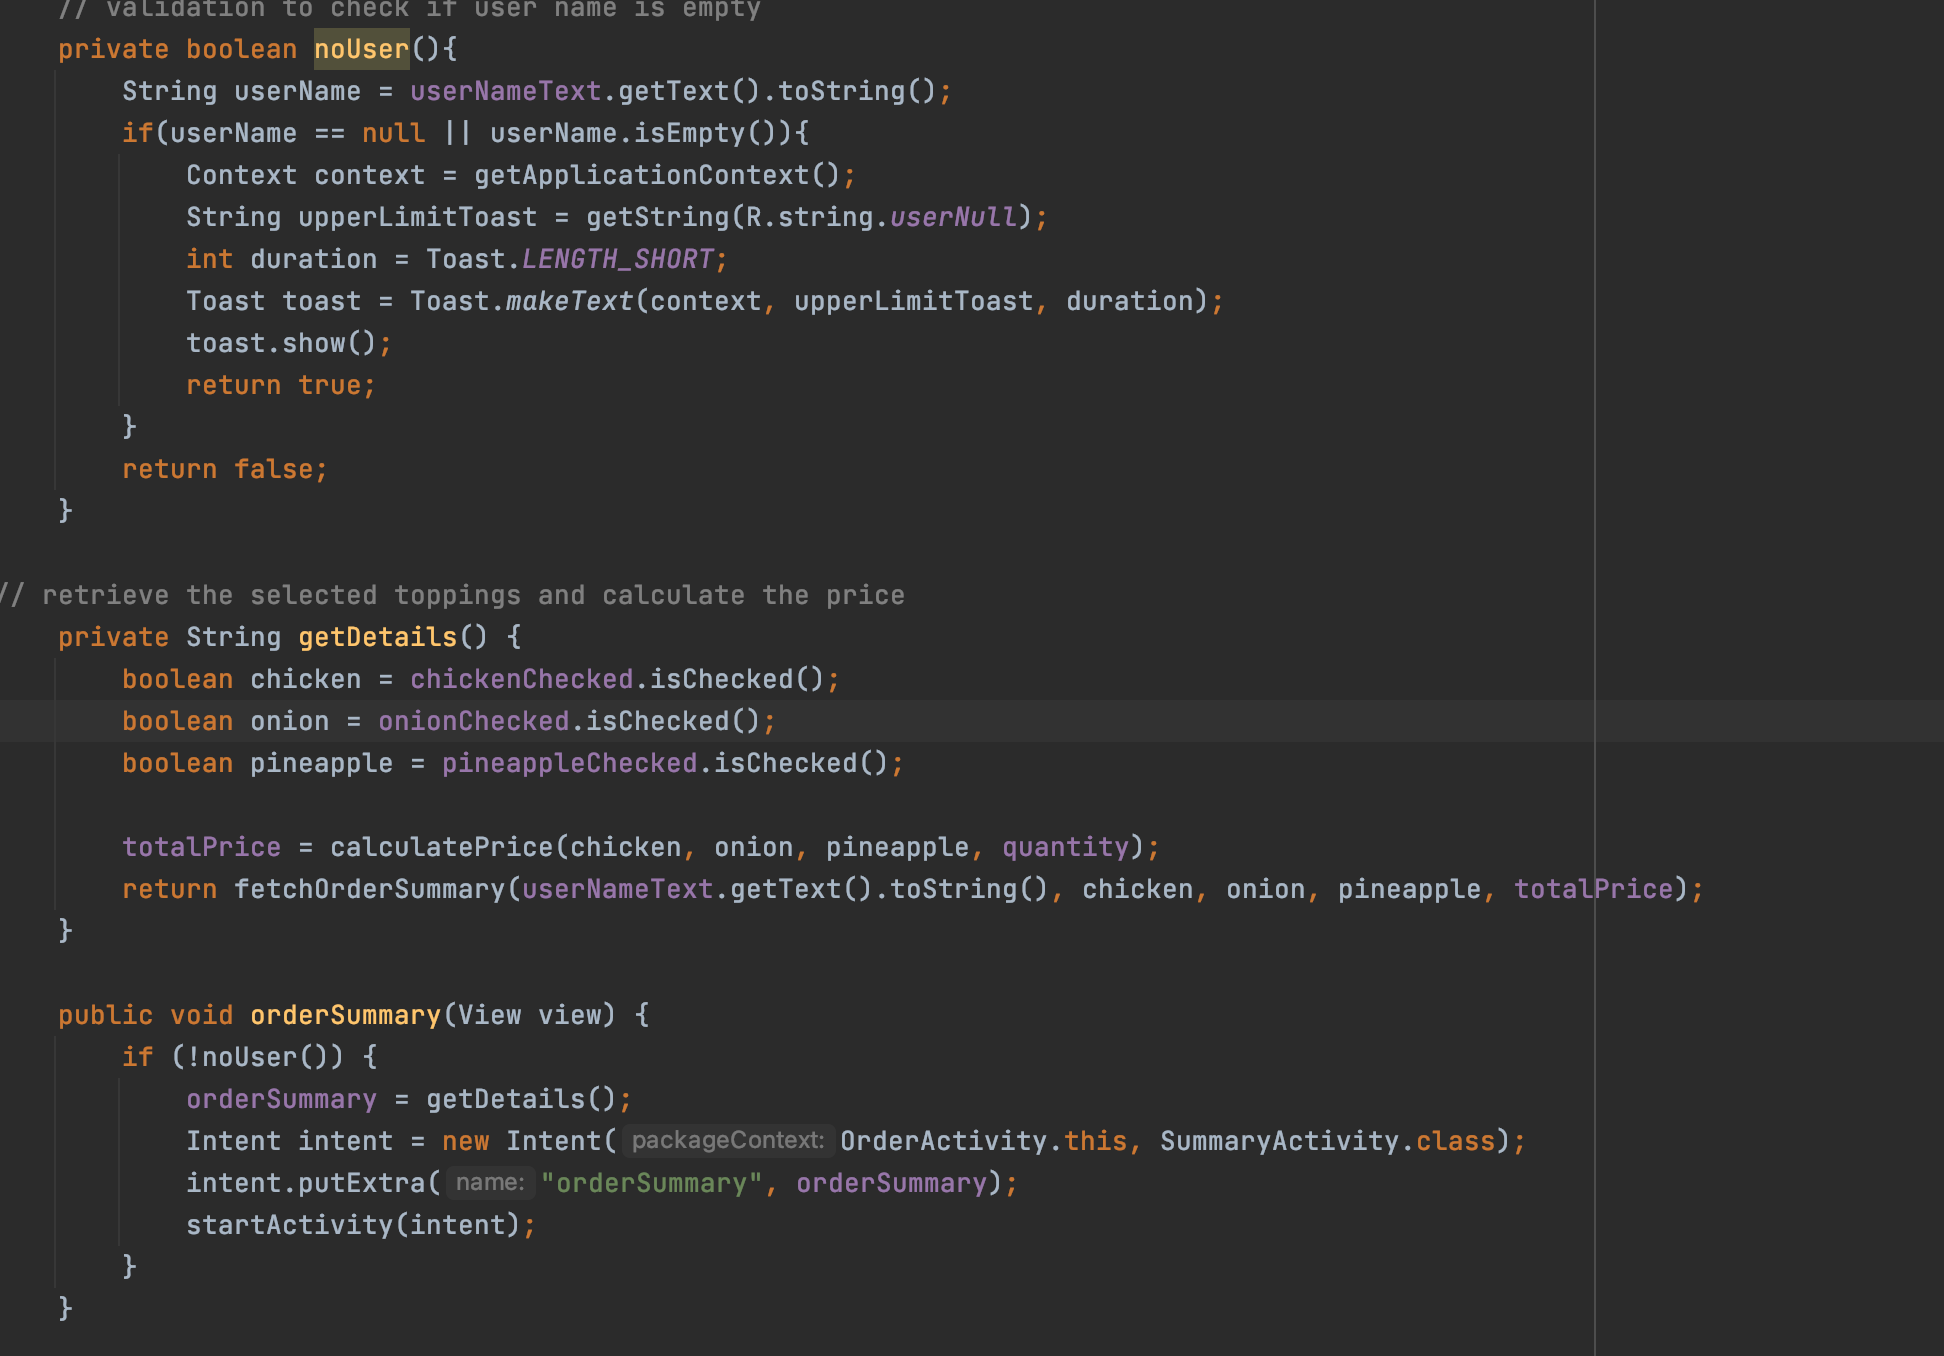 // validation to check if user name is empty
private boolean noUser(){
String userName = userNameText.getText().toString();
if(userName == null || userName.isEmpty()){
Context context = getApplicationContext();
String upperLimitToast = getString(R.string.userNull);
int duration = Toast.LENGTH_SHORT;
Toast toast = Toast.makeText(context, upperLimitToast, duration);
toast.show();
return true;
}
return false;
}
// retrieve the selected toppings and calculate the price
private String getDetails() {
boolean chicken = chickenChecked.isChecked();
boolean onion = onionChecked.isChecked();
boolean pineapple = pineappleChecked.isChecked();
totalPrice = calculatePrice(chicken, onion, pineapple, quantity);
return fetchOrderSummary(userNameText.getText().toString(), chicken, onion, pineapple, totalPrice);
}
public void orderSummary(View view) {
if (!noUser()) {
orderSummary = getDetails();
Intent intent = new Intent( packageContext: OrderActivity.this, SummaryActivity.class);
intent.putExtra( name: "orderSummary", orderSummary);
startActivity(intent);
}
}